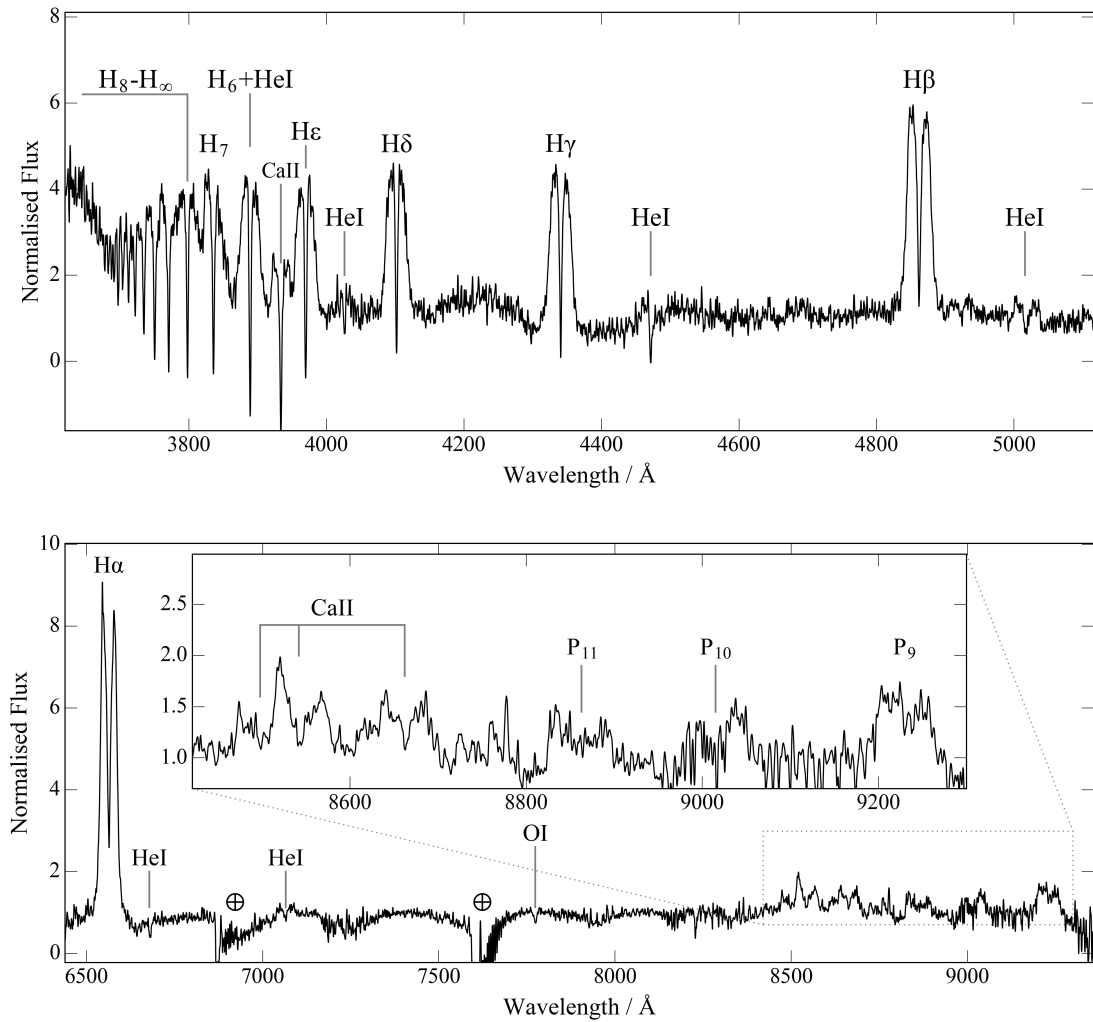 8
6
4
2
0
Normalised Flux
H₈-H∞
H₆+HeI
H₇
CaII
Hε
HeI
Hδ
Hγ
HeI
Hβ
HeI
3800 4000 4200 4400 4600 4800 5000
Wavelength / Å
10
8
6
4
2
0
Normalised Flux
Hα
HeI
⊕
HeI
⊕
OI
2.5
2.0
1.5
1.0
CaII
P₁₁
P₁₀
P₉
8600 8800 9000 9200
6500 7000 7500 8000 8500 9000
Wavelength / Å